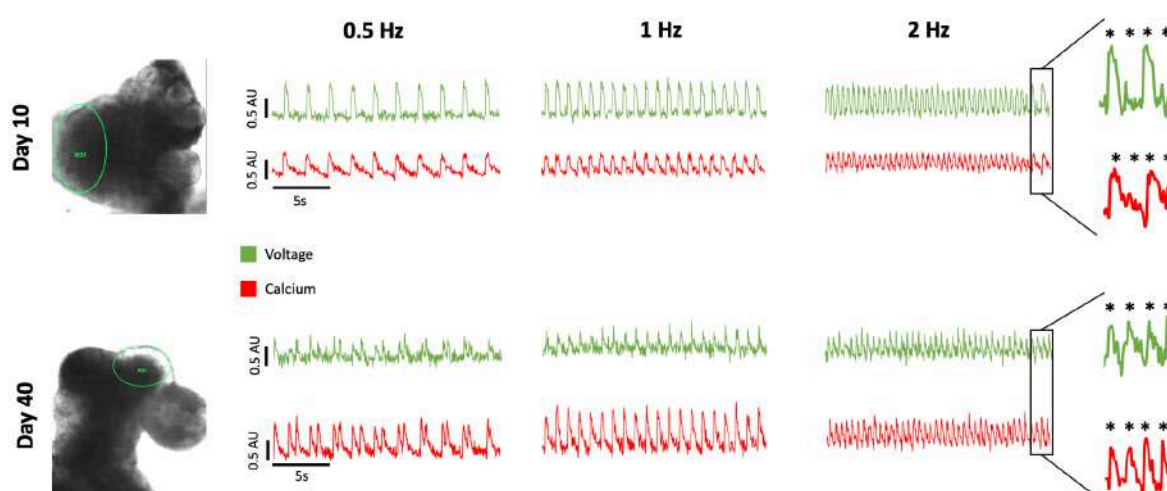 0.5 Hz
1 Hz
2 Hz
* * * *
Day 10
0.5 AU
0.5 AU
* * * *
5s
Voltage
Calcium
* * * *
Day 40
0.5 AU
0.5 AU
* * * *
5s